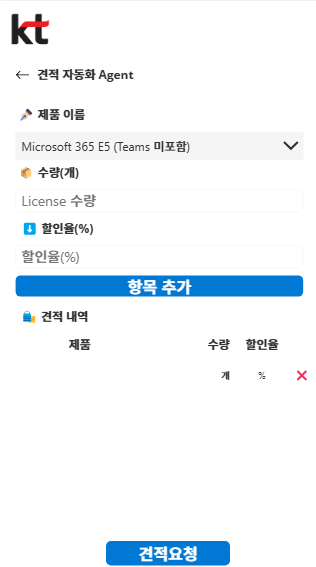 kt
← 견적 자동화 Agent
제품 이름
Microsoft 365 E5 (Teams 미포함)
수량(개)
License 수량
할인율(%)
할인율(%)
항목 추가
견적 내역
제품 수량 할인율
개 %
견적요청